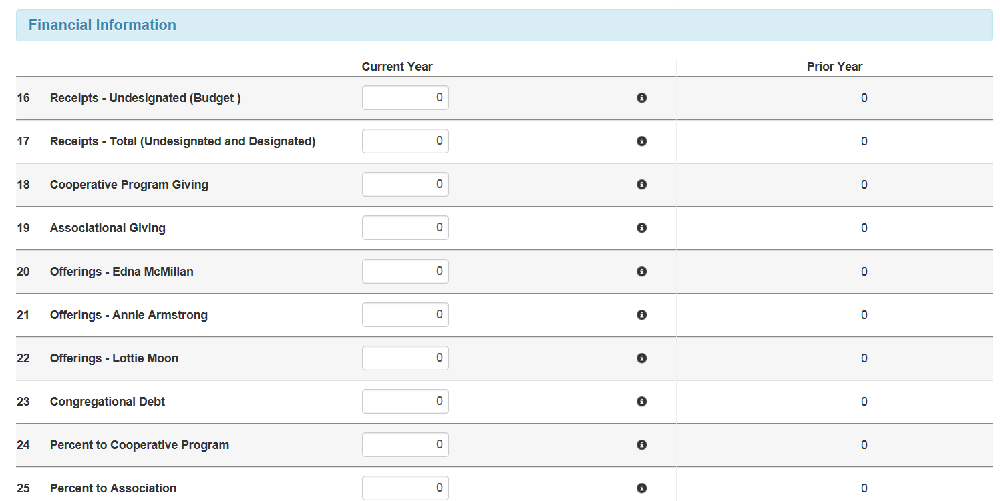 Financial Information
Current Year Prior Year
16 Receipts - Undesignated (Budget ) 0 0
17 Receipts - Total (Undesignated and Designated) 0 0
18 Cooperative Program Giving 0 0
19 Associational Giving 0 0
20 Offerings - Edna McMillan 0 0
21 Offerings - Annie Armstrong 0 0
22 Offerings - Lottie Moon 0 0
23 Congregational Debt 0 0
24 Percent to Cooperative Program 0 0
25 Percent to Association 0 0